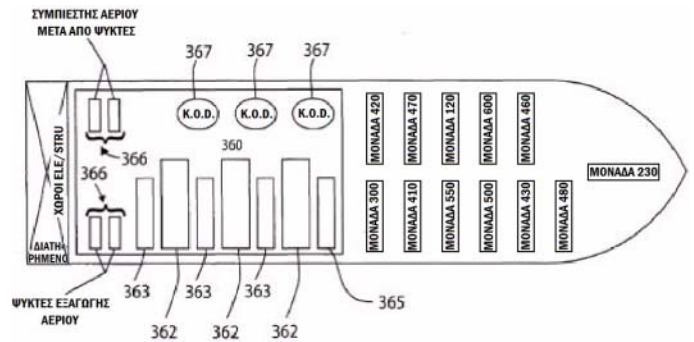 ΣΥΜΠΙΕΣΤΗΣ ΑΕΡΙΟΥ
ΜΕΤΑ ΑΠΟ ΨΥΚΤΕΣ
367 367 367
K.O.D. K.O.D. K.O.D.
ΧΩΡΟΙ ELE/STRU
ΔΙΑΤΗ-
ΡΗΜΕΝΟ
366
366
360
ΜΟΝΑΔΑ 420
ΜΟΝΑΔΑ 470
ΜΟΝΑΔΑ 120
ΜΟΝΑΔΑ 600
ΜΟΝΑΔΑ 460
ΜΟΝΑΔΑ 230
ΜΟΝΑΔΑ 300
ΜΟΝΑΔΑ 410
ΜΟΝΑΔΑ 550
ΜΟΝΑΔΑ 500
ΜΟΝΑΔΑ 430
ΜΟΝΑΔΑ 480
363 363 363 365
ΨΥΚΤΕΣ ΕΞΑΓΩΓΗΣ
ΑΕΡΙΟΥ
362 362 362